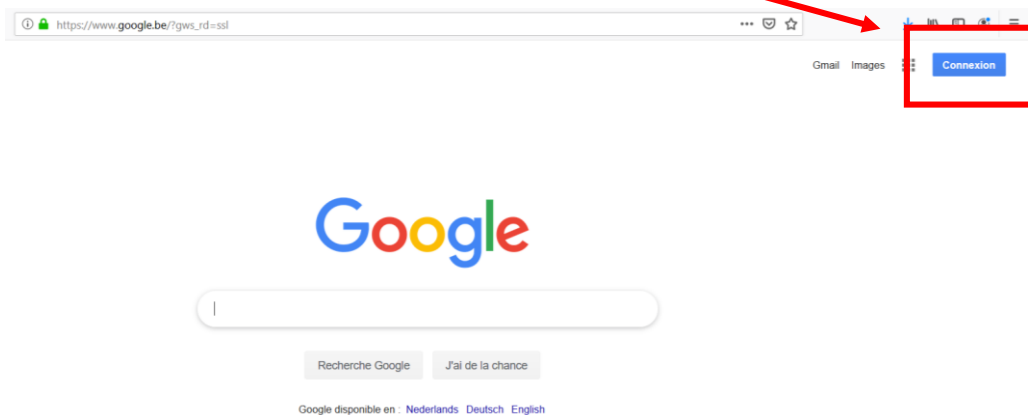 https://www.google.be/?gws_rd=ssl
Gmail Images Connexion
Google
Recherche Google J'ai de la chance
Google disponible en : Nederlands Deutsch English